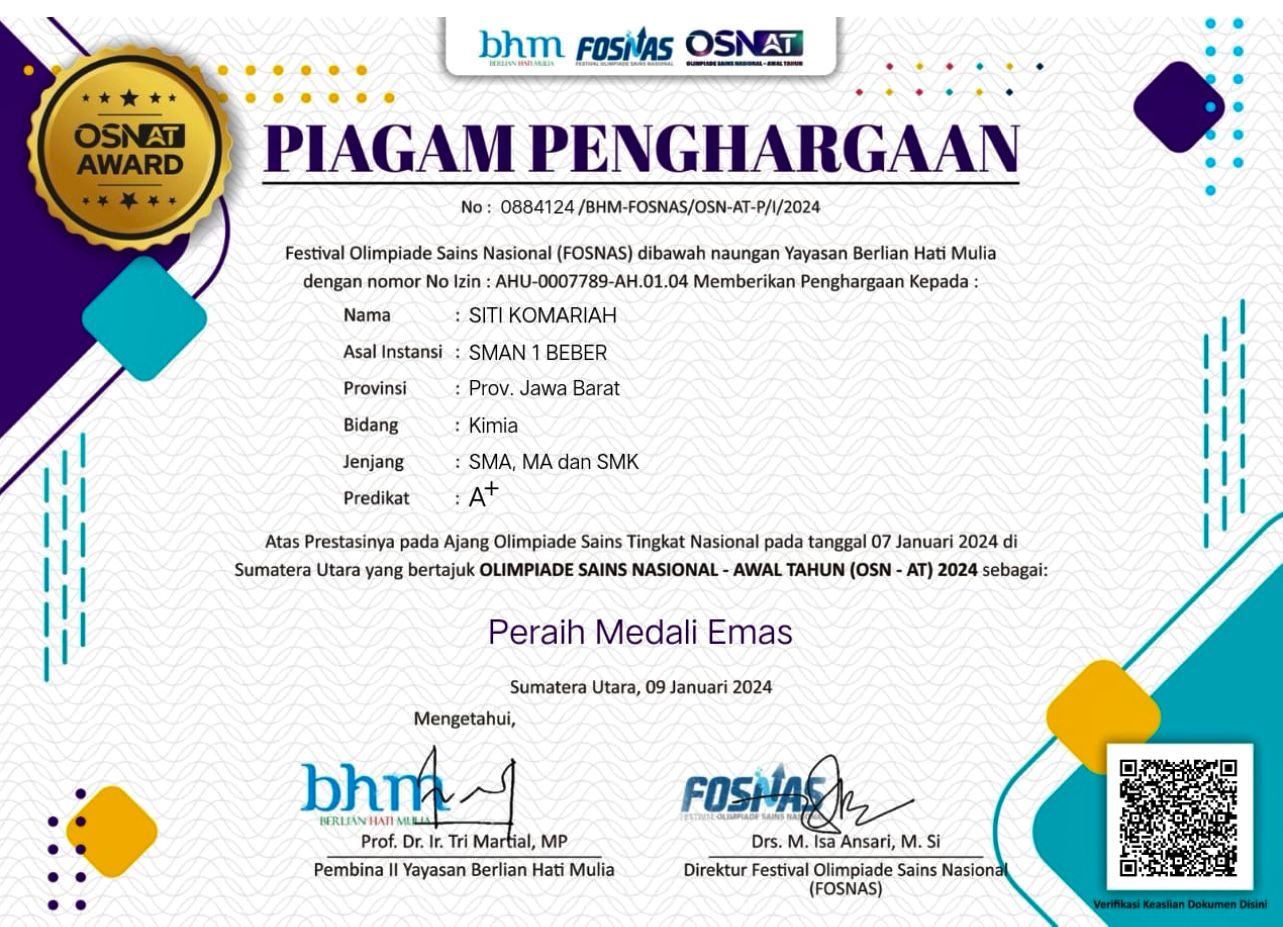 bhm FOSNAS OSNAT
BERLIAN HATI MULIA FESTIVAL OLIMPIADE SAINS NASIONAL OLIMPIADE SAINS NASIONAL - AWAL TAHUN
OSNAT
AWARD
PIAGAM PENGHARGAAN
No : 0884124 /BHM-FOSNAS/OSN-AT-P/I/2024
Festival Olimpiade Sains Nasional (FOSNAS) dibawah naungan Yayasan Berlian Hati Mulia
dengan nomor No Izin : AHU-0007789-AH.01.04 Memberikan Penghargaan Kepada :
Nama : SITI KOMARIAH
Asal Instansi : SMAN 1 BEBER
Provinsi : Prov. Jawa Barat
Bidang : Kimia
Jenjang : SMA, MA dan SMK
Predikat : A+
Atas Prestasinya pada Ajang Olimpiade Sains Tingkat Nasional pada tanggal 07 Januari 2024 di
Sumatera Utara yang bertajuk OLIMPIADE SAINS NASIONAL - AWAL TAHUN (OSN - AT) 2024 sebagai:
Peraih Medali Emas
Sumatera Utara, 09 Januari 2024
Mengetahui,
bhm
BERLIAN HATI MULIA
Prof. Dr. Ir. Tri Martial, MP
Pembina II Yayasan Berlian Hati Mulia
FOSNAS
FESTIVAL OLIMPIADE SAINS NASIONAL
Drs. M. Isa Ansari, M. Si
Direktur Festival Olimpiade Sains Nasional
(FOSNAS)
Verifikasi Keaslian Dokumen Disini